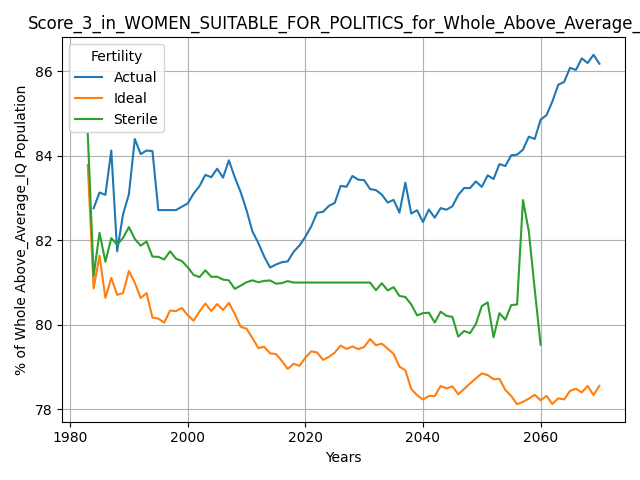 Score_3_in_WOMEN_SUITABLE_FOR_POLITICS_for_Whole_Above_Average_
Fertility
Actual
Ideal
Sterile
% of Whole Above_Average_IQ Population
86
84
82
80
78
1980
2000
2020
2040
2060
Years